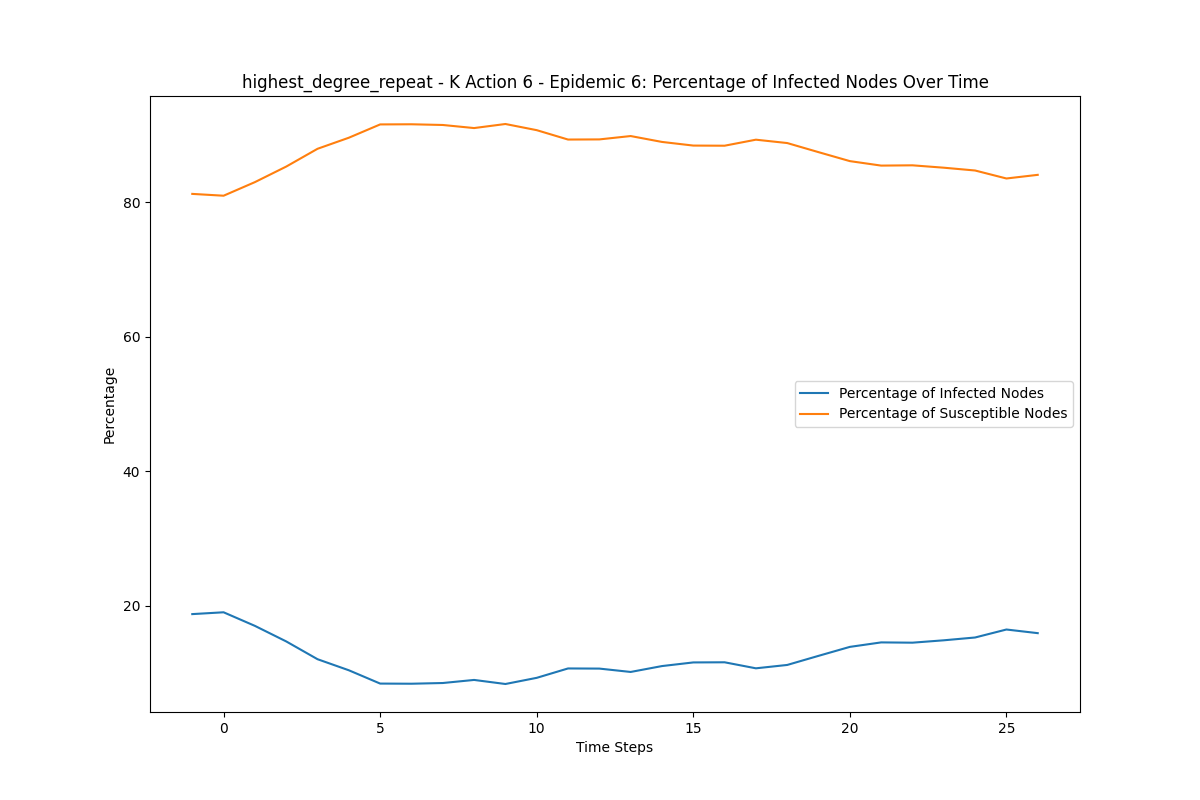 highest_degree_repeat - K Action 6 - Epidemic 6: Percentage of Infected Nodes Over Time
80
60
40
20
Percentage
Percentage of Infected Nodes
Percentage of Susceptible Nodes
0 5 10 15 20 25
Time Steps